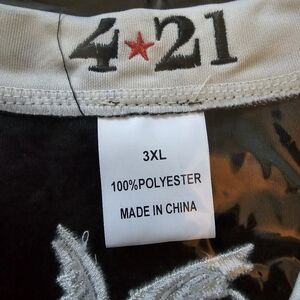 4★21
3XL
100%POLYESTER
MADE IN CHINA